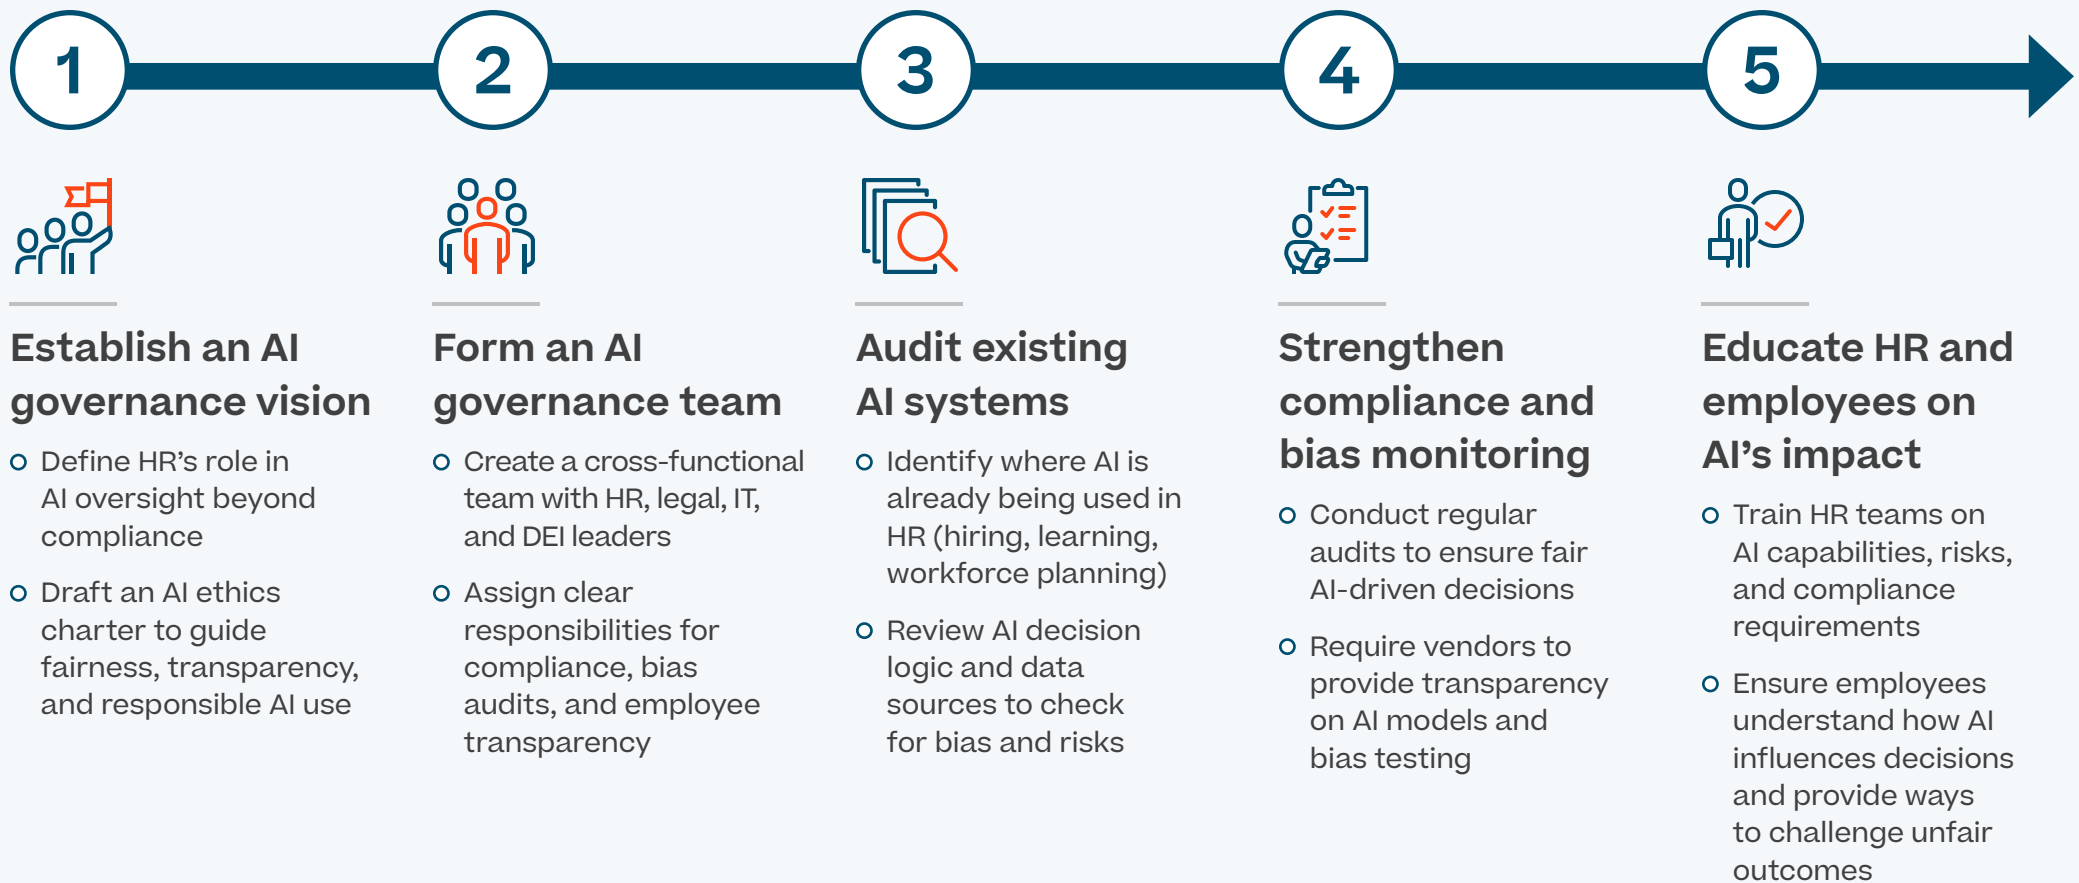 1
2
3
4
5
Establish an AI
governance vision
Define HR’s role in
AI oversight beyond
compliance
Draft an AI ethics
charter to guide
fairness, transparency,
and responsible AI use
Form an AI
governance team
Create a cross-functional
team with HR, legal, IT,
and DEI leaders
Assign clear
responsibilities for
compliance, bias
audits, and employee
transparency
Audit existing
AI systems
Identify where AI is
already being used in
HR (hiring, learning,
workforce planning)
Review AI decision
logic and data
sources to check
for bias and risks
Strengthen
compliance and
bias monitoring
Conduct regular
audits to ensure fair
AI-driven decisions
Require vendors to
provide transparency
on AI models and
bias testing
Educate HR and
employees on
AI’s impact
Train HR teams on
AI capabilities, risks,
and compliance
requirements
Ensure employees
understand how AI
influences decisions
and provide ways
to challenge unfair
outcomes